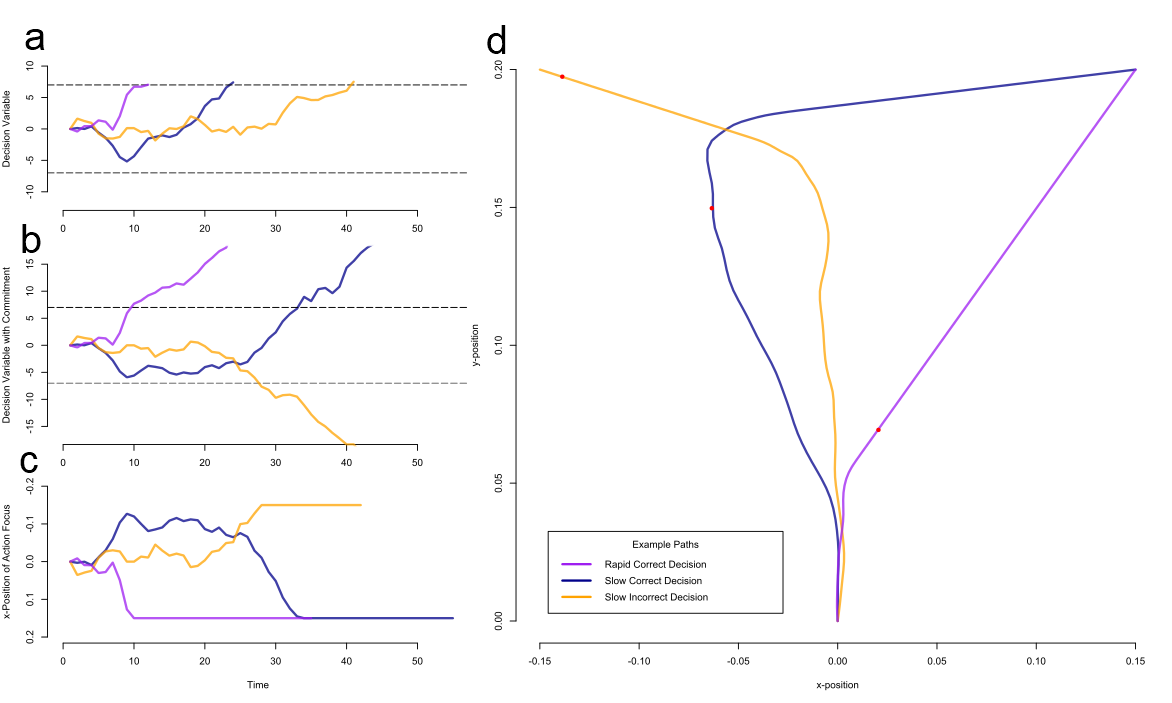 a
Decision Variable
10
5
0
-5
-10
0 10 20 30 40 50
b
Decision Variable with Commitment
15
10
5
0
-5
-10
-15
0 10 20 30 40 50
c
x-Position of Action Focus
-0.2
-0.1
0.0
0.1
0.2
0 10 20 30 40 50
Time
d
y-position
0.20
0.15
0.10
0.05
0.00
Example Paths
Rapid Correct Decision
Slow Correct Decision
Slow Incorrect Decision
-0.15 -0.10 -0.05 0.00 0.05 0.10 0.15
x-position